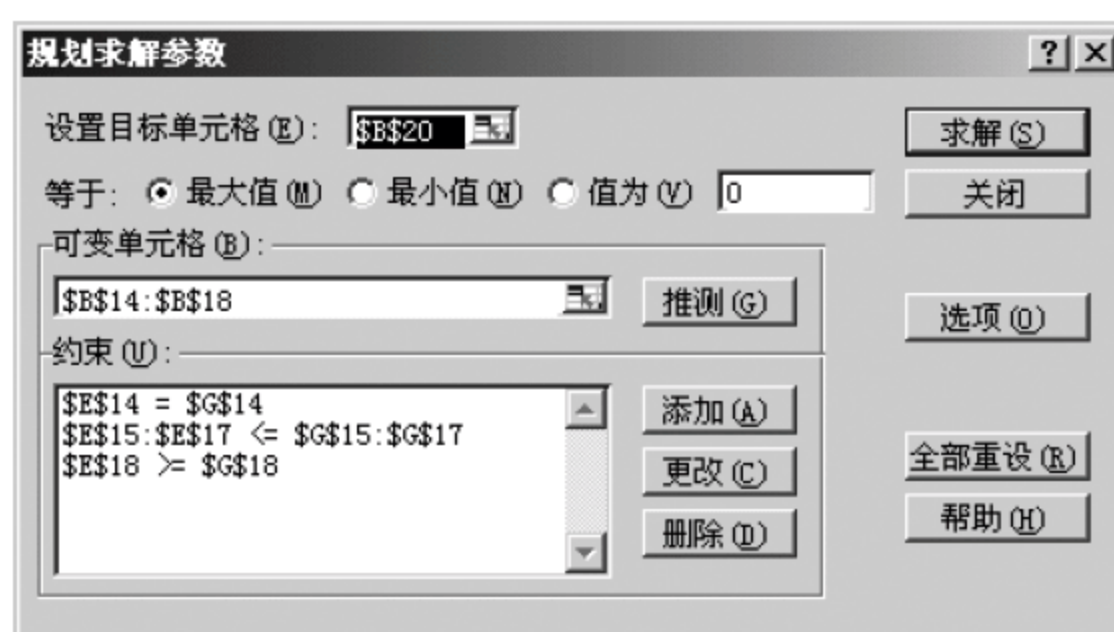 规划求解参数
? ×
设置目标单元格(E): $B$20
求解(S)
等于: 最大值(M) 最小值(N) 值为(V) 0
关闭
可变单元格(B):
$B$14:$B$18
推测(G)
选项(O)
约束(U):
$E$14 = $G$14
添加(A)
$E$15:$E$17 <= $G$15:$G$17
$E$18 >= $G$18
更改(C)
全部重设(R)
删除(D)
帮助(H)